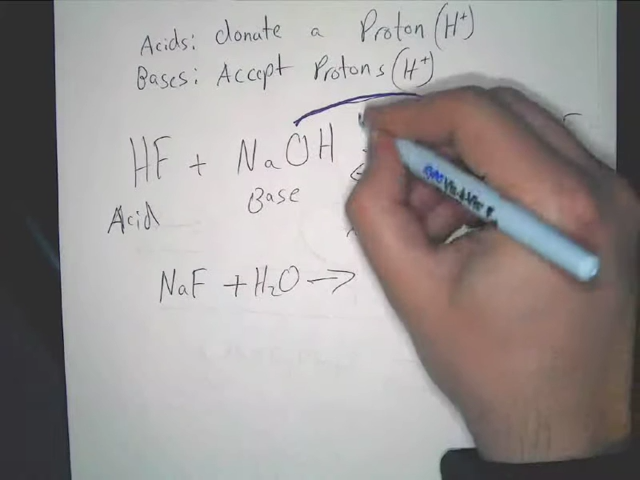 Acids: donate a Proton (H⁺)
Bases: Accept Protons (H⁺)
HF + NaOH
Acid Base
NaF + H₂O →